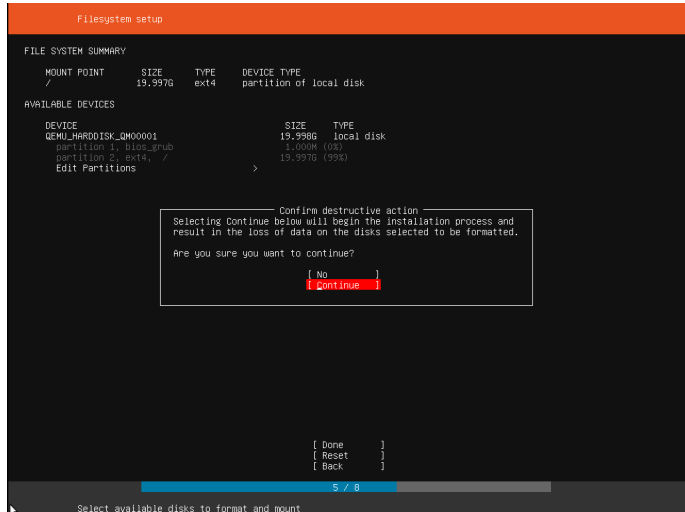 Filesystem setup
FILE SYSTEM SUMMARY
MOUNT POINT SIZE TYPE DEVICE TYPE
/ 19.997G ext4 partition of local disk
AVAILABLE DEVICES
DEVICE SIZE TYPE
QEMU_HARDDISK_QM00001 19.998G local disk
partition 1, bios_grub 1.000M (0%)
partition 2, ext4, / 19.997G (99%)
Edit Partitions >
Confirm destructive action
Selecting Continue below will begin the installation process and
result in the loss of data on the disks selected to be formatted.
Are you sure you want to continue?
[ No ]
[ Continue ]
[ Done ]
[ Reset ]
[ Back ]
5 / 8
Select available disks to format and mount